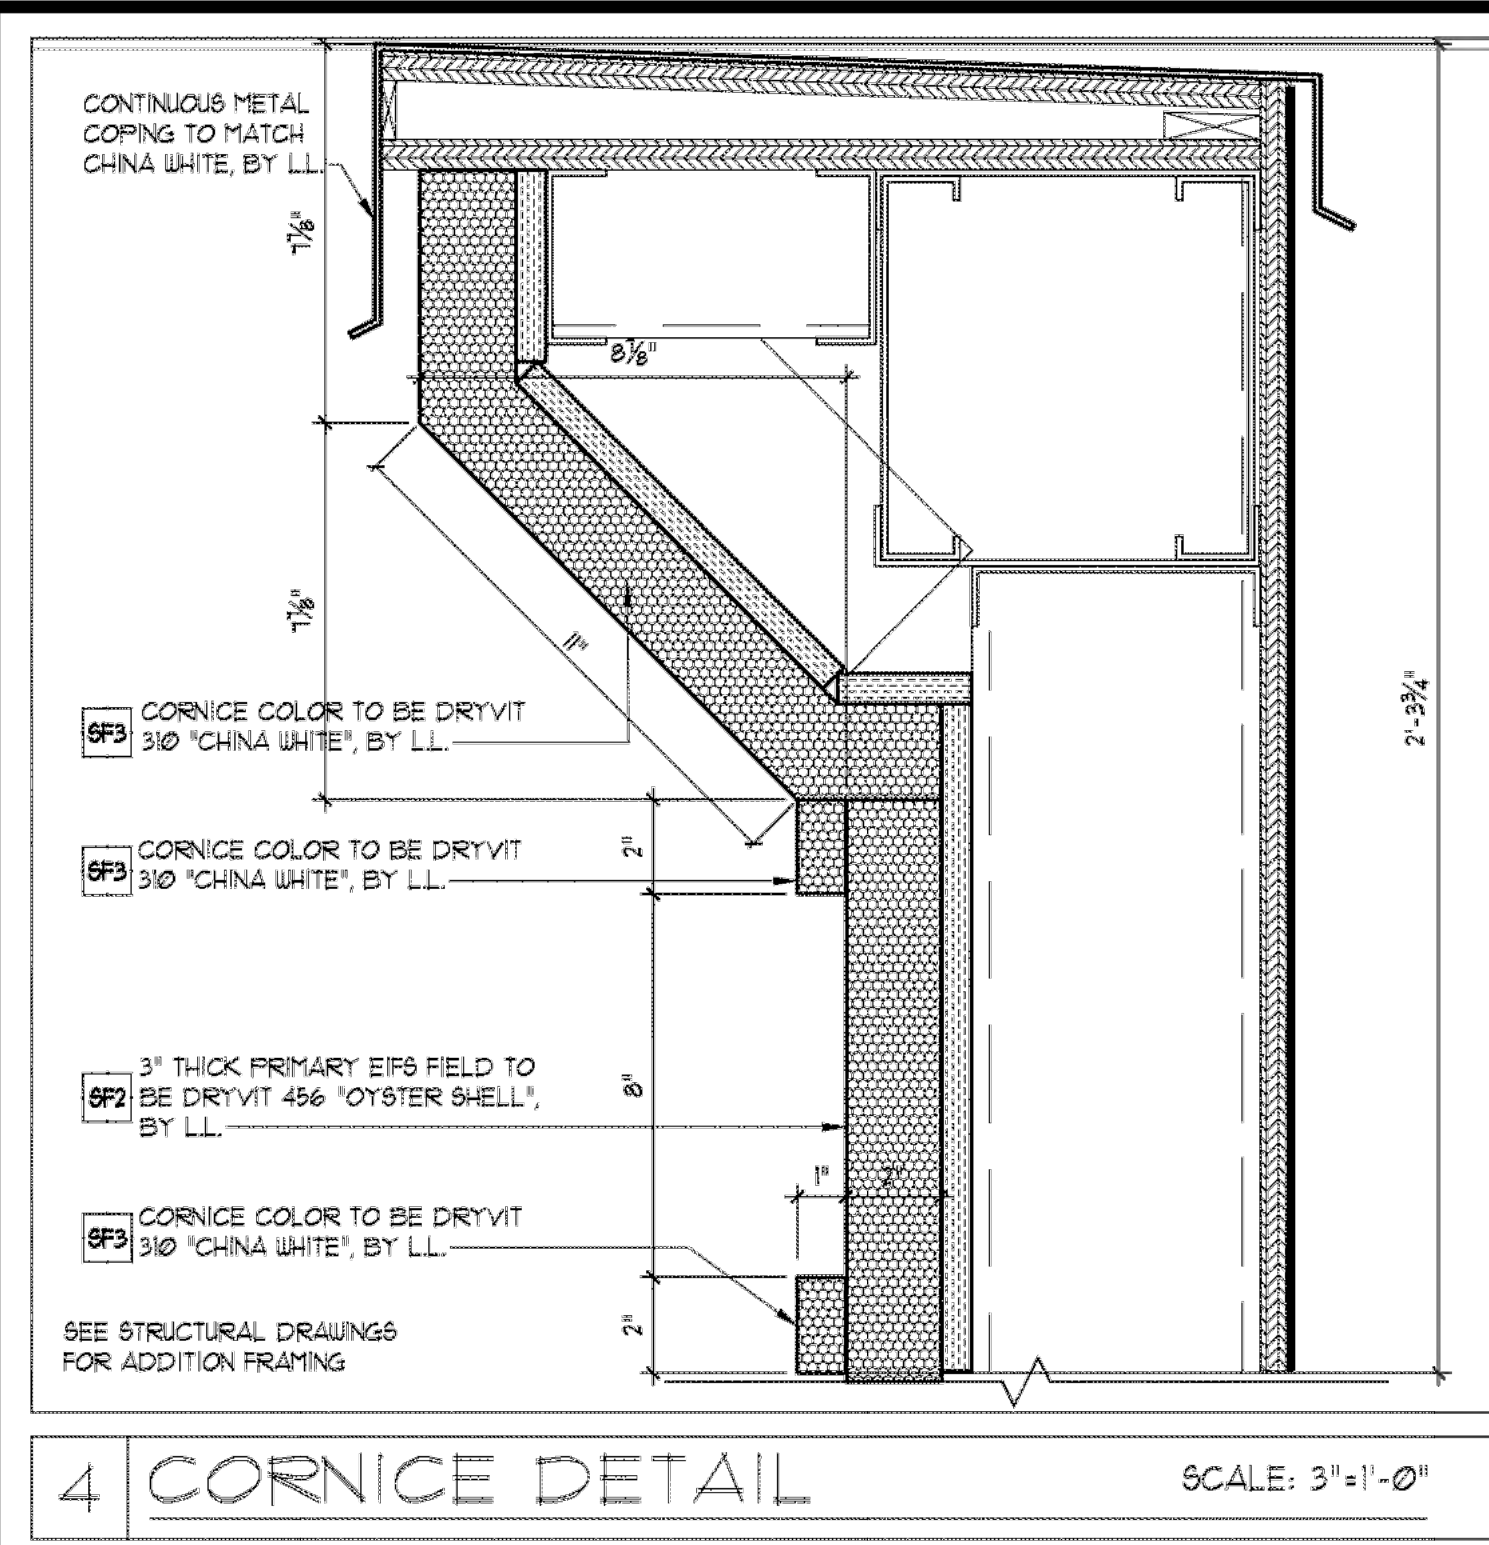 CONTINUOUS METAL
COPING TO MATCH
CHINA WHITE, BY L.L.
7⅞"
8⅞"
7⅞"
11"
2'-3¾"
SF3
CORNICE COLOR TO BE DRYVIT
310 "CHINA WHITE", BY L.L.
2"
SF3
CORNICE COLOR TO BE DRYVIT
310 "CHINA WHITE", BY L.L.
8"
SF2
3" THICK PRIMARY EIFS FIELD TO
BE DRYVIT 456 "OYSTER SHELL",
BY L.L.
1"
2"
SF3
CORNICE COLOR TO BE DRYVIT
310 "CHINA WHITE", BY L.L.
2"
SEE STRUCTURAL DRAWINGS
FOR ADDITION FRAMING
4
CORNICE DETAIL
SCALE: 3"=1'-0"